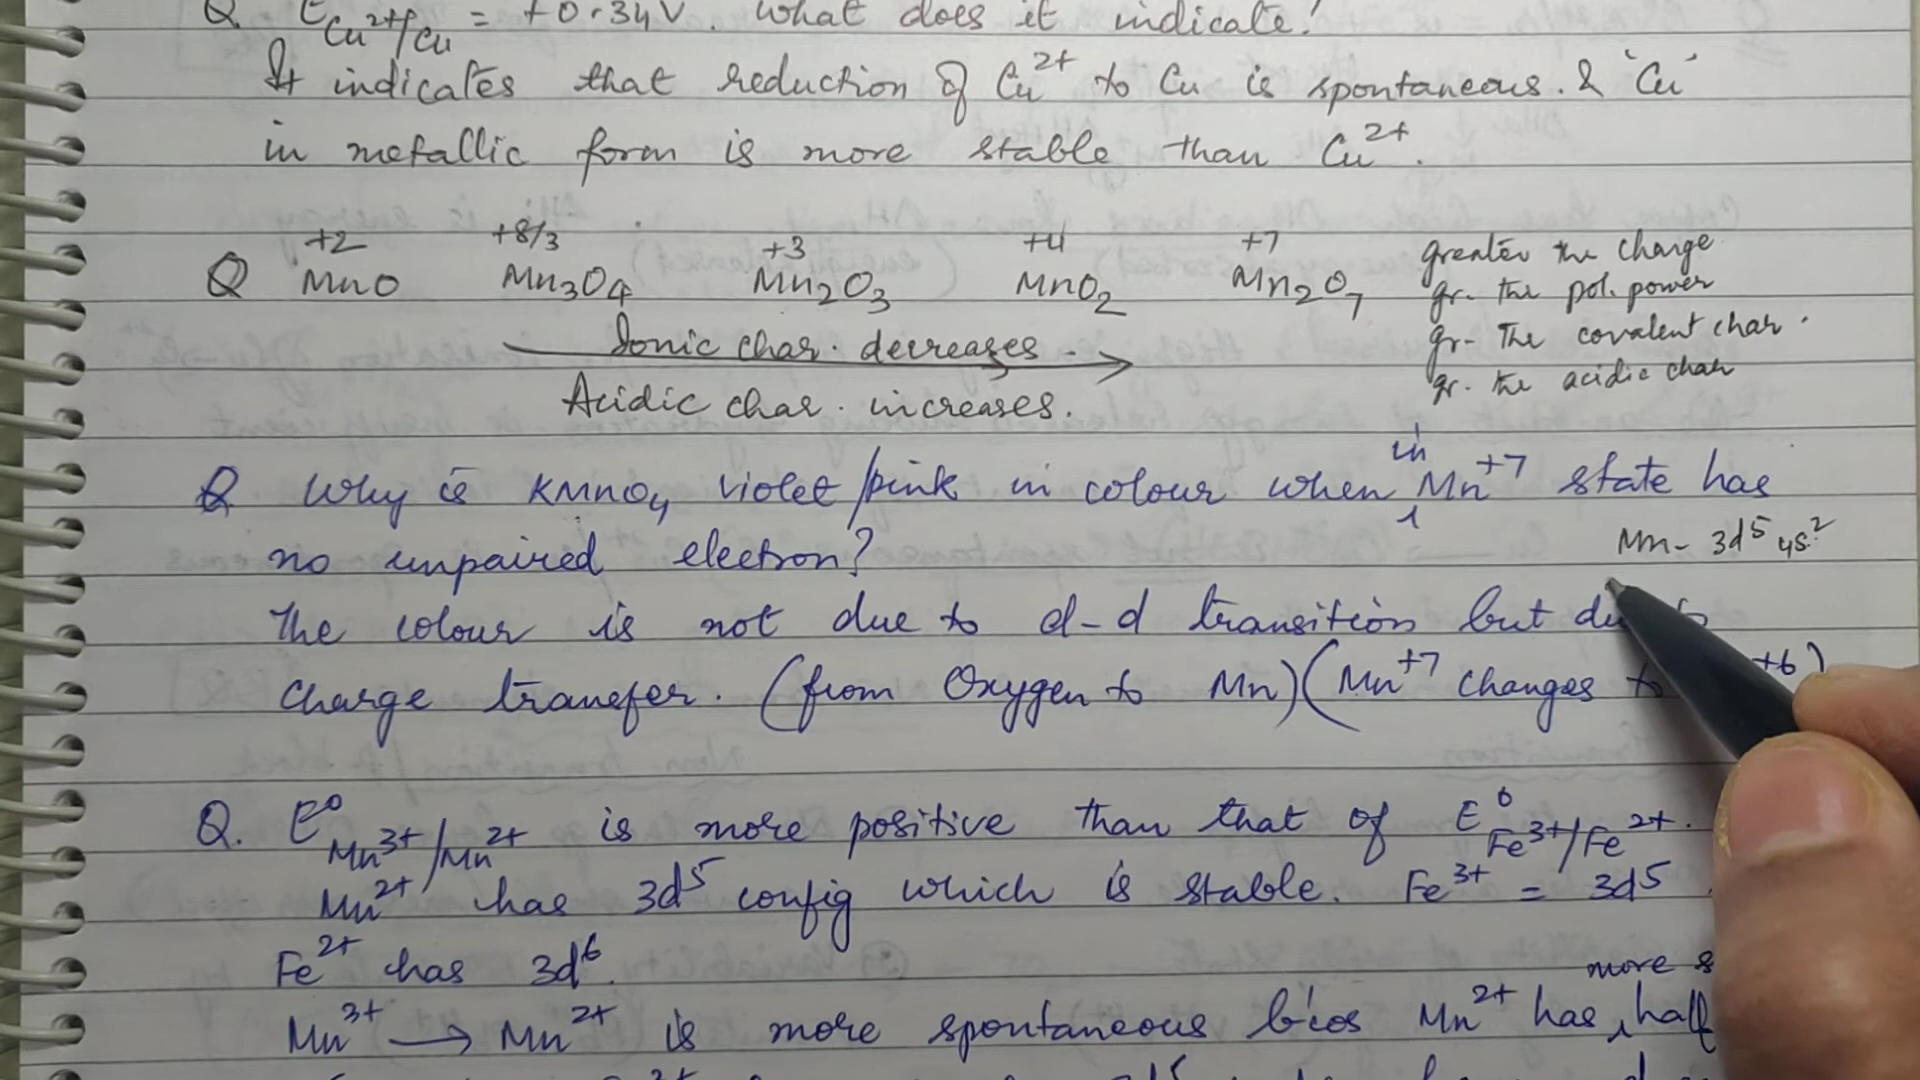 Q. E Cu²⁺/Cu = +0.34V. What does it indicate?
It indicates that reduction of Cu²⁺ to Cu is spontaneous. & 'Cu'
in metallic form is more stable than Cu²⁺.
+2 +8/3 +3 +4 +7
Q MnO Mn₃O₄ Mn₂O₃ MnO₂ Mn₂O₇
greater the charge
gr. the pol. power
gr. The covalent char.
gr. the acidic char
Ionic char. decreases.
Acidic char. increases.
Q Why is KMnO₄ violet/pink in colour when in Mn⁺⁷ state has
no unpaired electron?
Mn- 3d⁵ 4s²
The colour is not due to d-d transition but
charge transfer. (from Oxygen to Mn) (Mn⁺⁷ changes to ⁺⁶)
Q. E⁰ Mn³⁺/Mn²⁺ is more positive than that of E⁰ Fe³⁺/Fe²⁺.
Mn²⁺ has 3d⁵ config which is stable. Fe³⁺ = 3d⁵
Fe²⁺ has 3d⁶.
more
Mn³⁺ → Mn²⁺ is more spontaneous b'cos Mn²⁺ has half